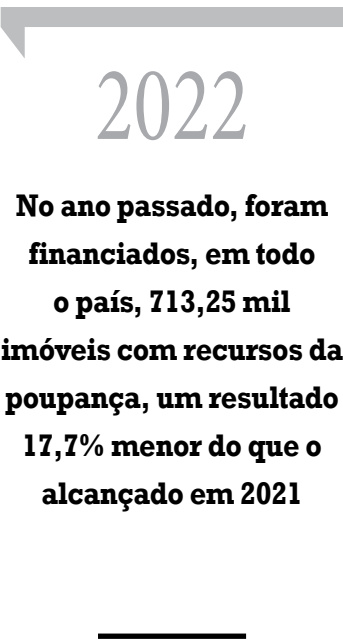 2022
No ano passado, foram
financiados, em todo
o país, 713,25 mil
imóveis com recursos da
poupança, um resultado
17,7% menor do que o
alcançado em 2021